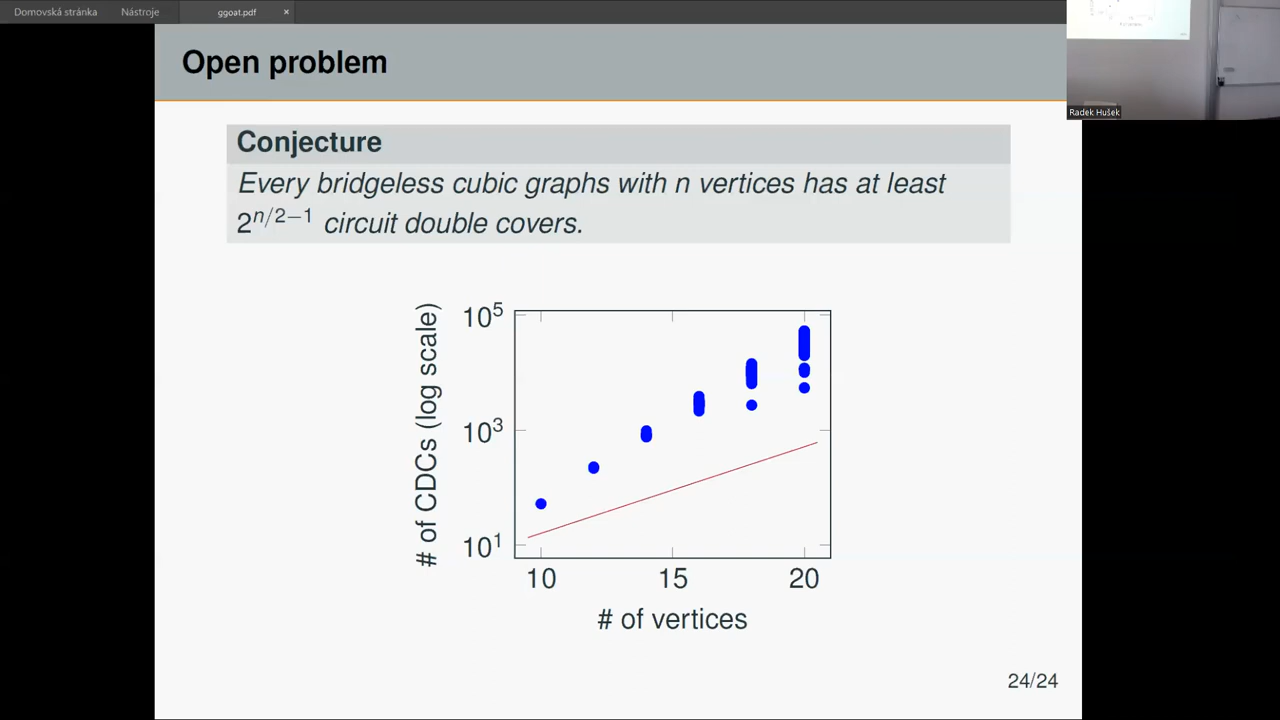 Domovská stránka
Nástroje
ggoat.pdf
×
Open problem
Radek Hušek
Conjecture
Every bridgeless cubic graphs with n vertices has at least
2^{n/2−1} circuit double covers.
# of CDCs (log scale)
10^5
10^3
10^1
10 15 20
# of vertices
24/24